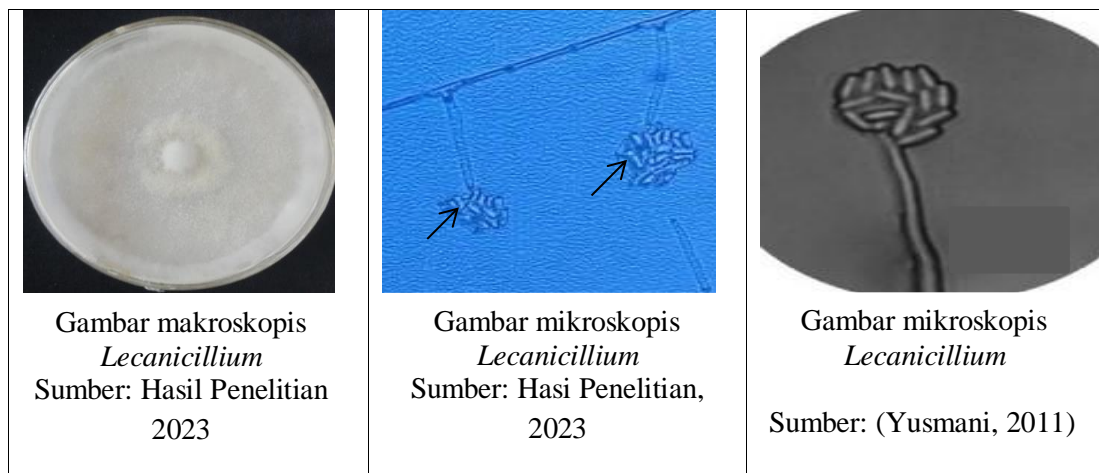 Gambar makroskopis
Lecanicillium
Sumber: Hasil Penelitian
2023
Gambar mikroskopis
Lecanicillium
Sumber: Hasi Penelitian,
2023
Gambar mikroskopis
Lecanicillium
Sumber: (Yusmani, 2011)